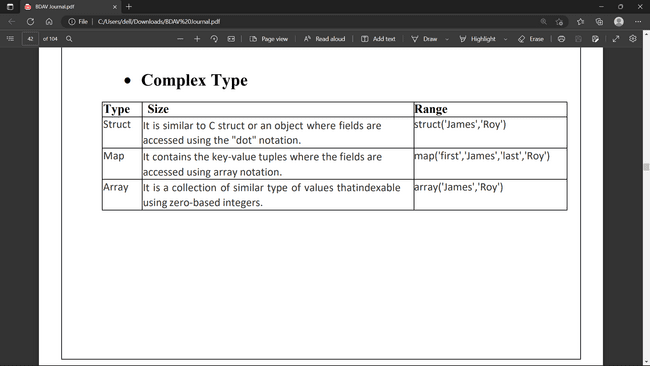 BDAV Journal.pdf
File | C:/Users/dell/Downloads/BDAV%20Journal.pdf
42 of 104 Page view Read aloud Add text Draw Highlight Erase
• Complex Type
Type Size Range
Struct It is similar to C struct or an object where fields are struct('James','Roy')
accessed using the "dot" notation.
Map It contains the key-value tuples where the fields are map('first','James','last','Roy')
accessed using array notation.
Array It is a collection of similar type of values thatindexable array('James','Roy')
using zero-based integers.